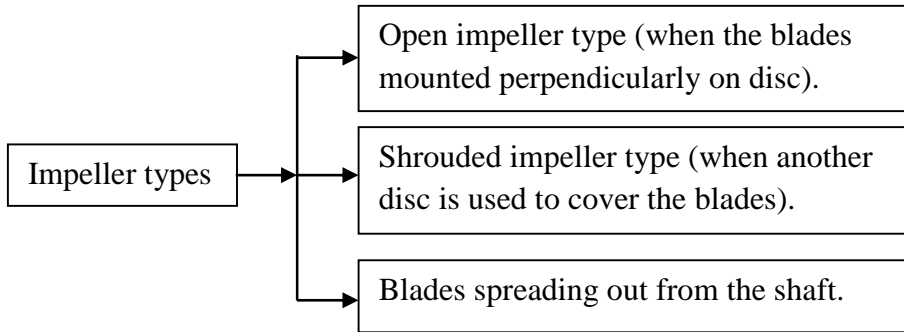 Open impeller type (when the blades
mounted perpendicularly on disc).
Impeller types
Shrouded impeller type (when another
disc is used to cover the blades).
Blades spreading out from the shaft.